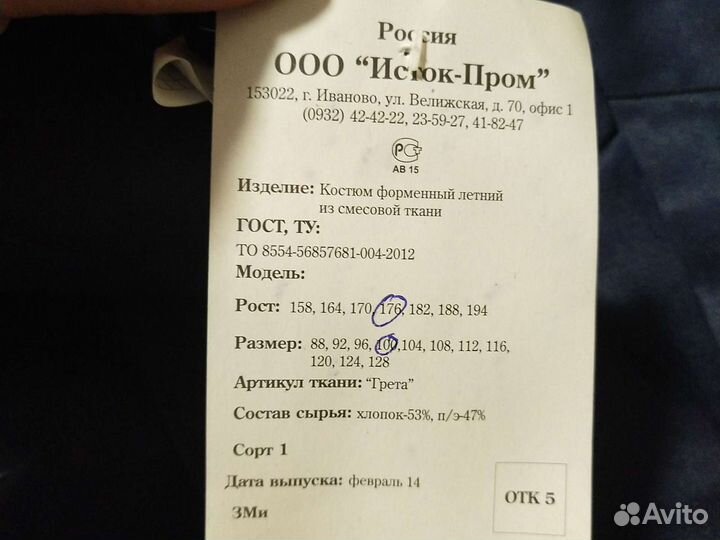 Россия
ООО “Исток-Пром”
153022, г. Иваново, ул. Велижская, д. 70, офис 1
(0932) 42-42-22, 23-59-27, 41-82-47
РС
АВ 15
Изделие: Костюм форменный летний
из смесовой ткани
ГОСТ, ТУ:
ТО 8554-56857681-004-2012
Модель:
Рост: 158, 164, 170, 176, 182, 188, 194
Размер: 88, 92, 96, 100,104, 108, 112, 116,
120, 124, 128
Артикул ткани: “Грета”
Состав сырья: хлопок-53%, п/э-47%
Сорт 1
Дата выпуска: февраль 14
ОТК 5
ЗМи
Avito